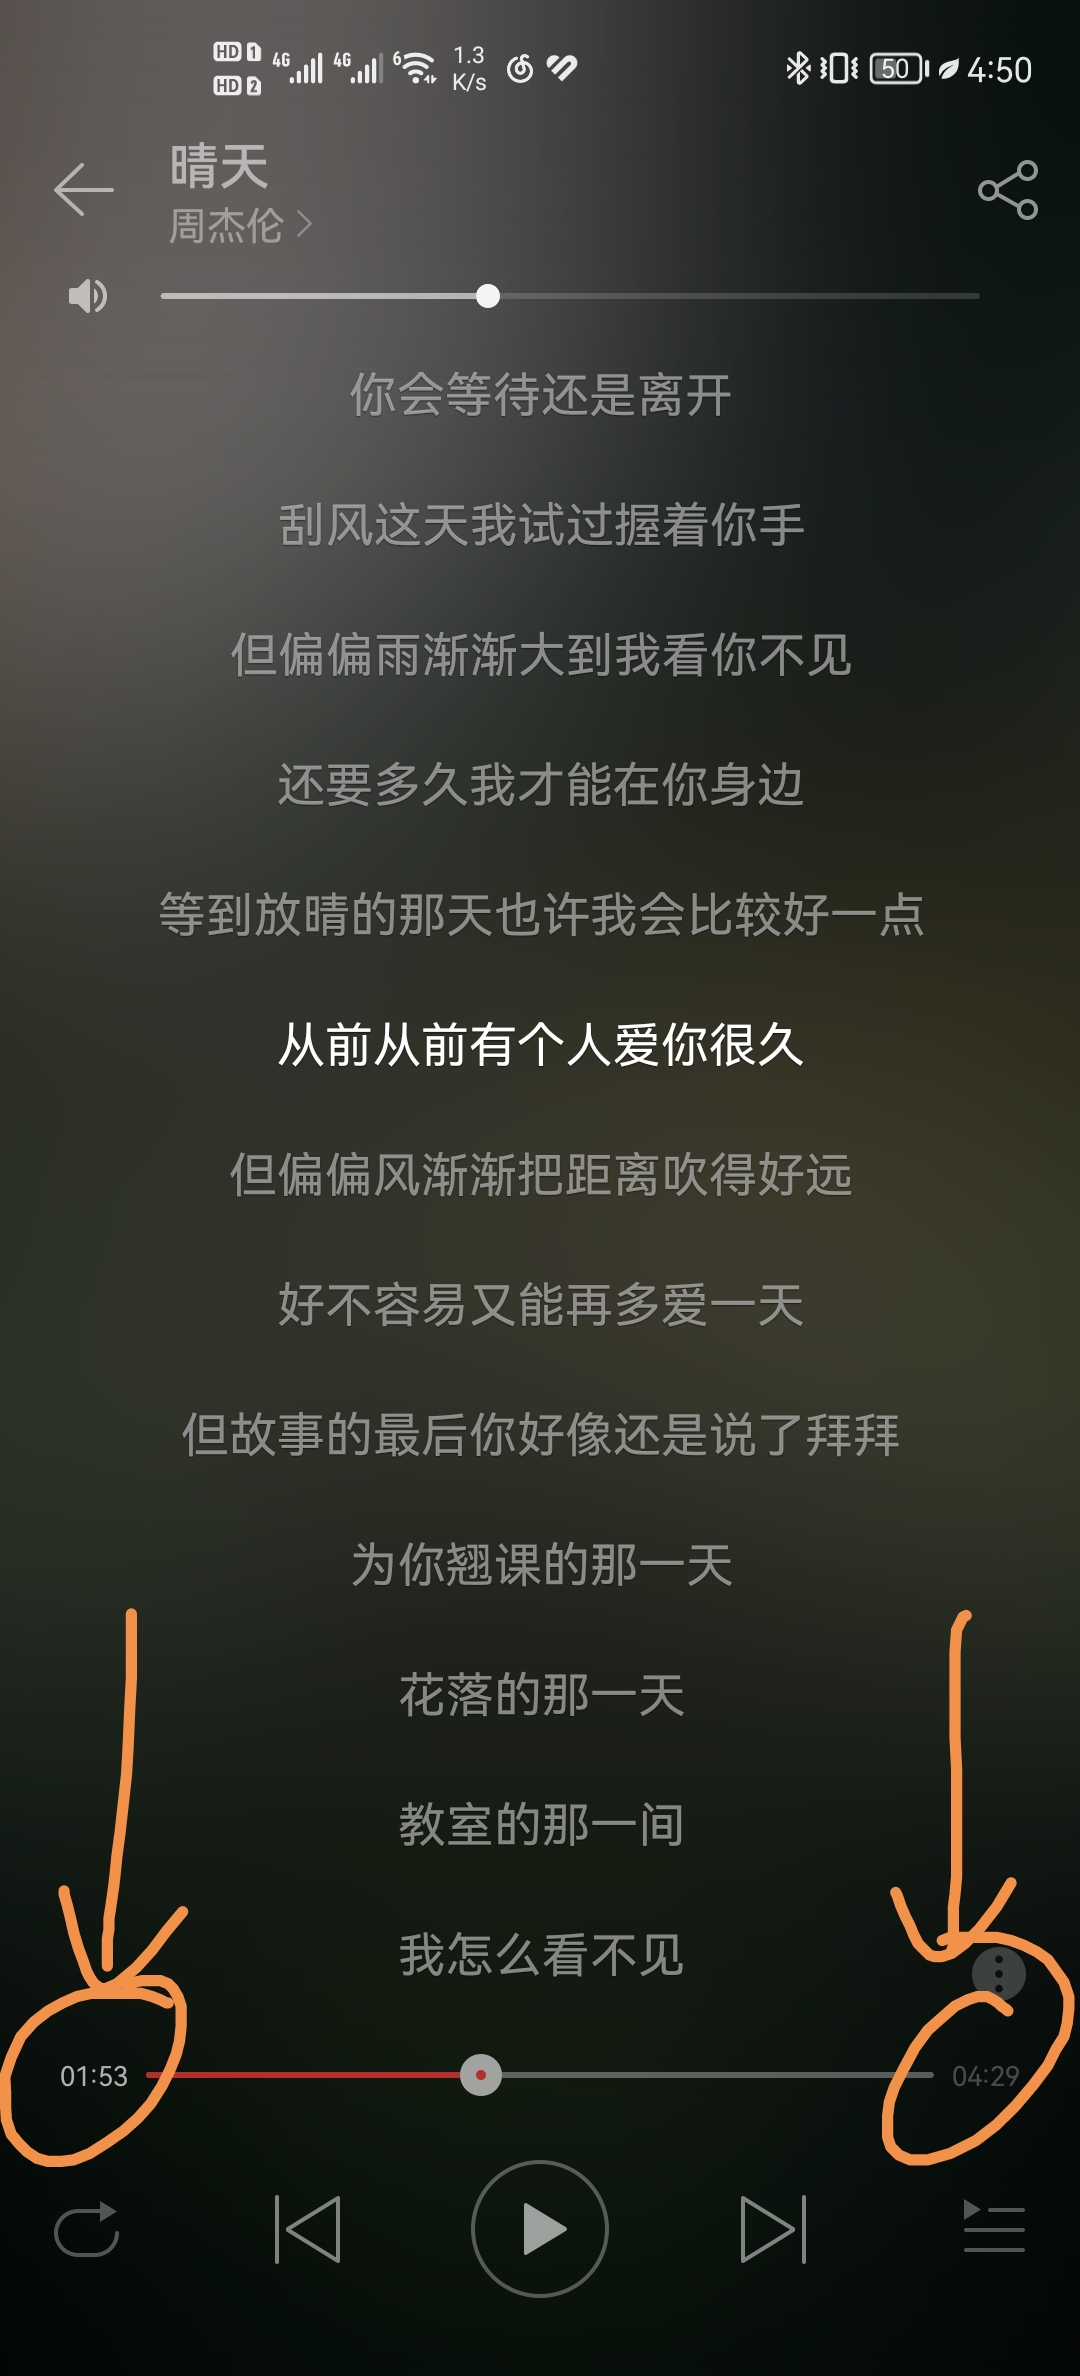 HD 1 4G 4G 6 1.3 50 4:50
HD 2 K/s
晴天
周杰伦
你会等待还是离开
刮风这天我试过握着你手
但偏偏雨渐渐大到我看你不见
还要多久我才能在你身边
等到放晴的那天也许我会比较好一点
从前从前有个人爱你很久
但偏偏风渐渐把距离吹得好远
好不容易又能再多爱一天
但故事的最后你好像还是说了拜拜
为你翘课的那一天
花落的那一天
教室的那一间
我怎么看不见
01:53 04:29